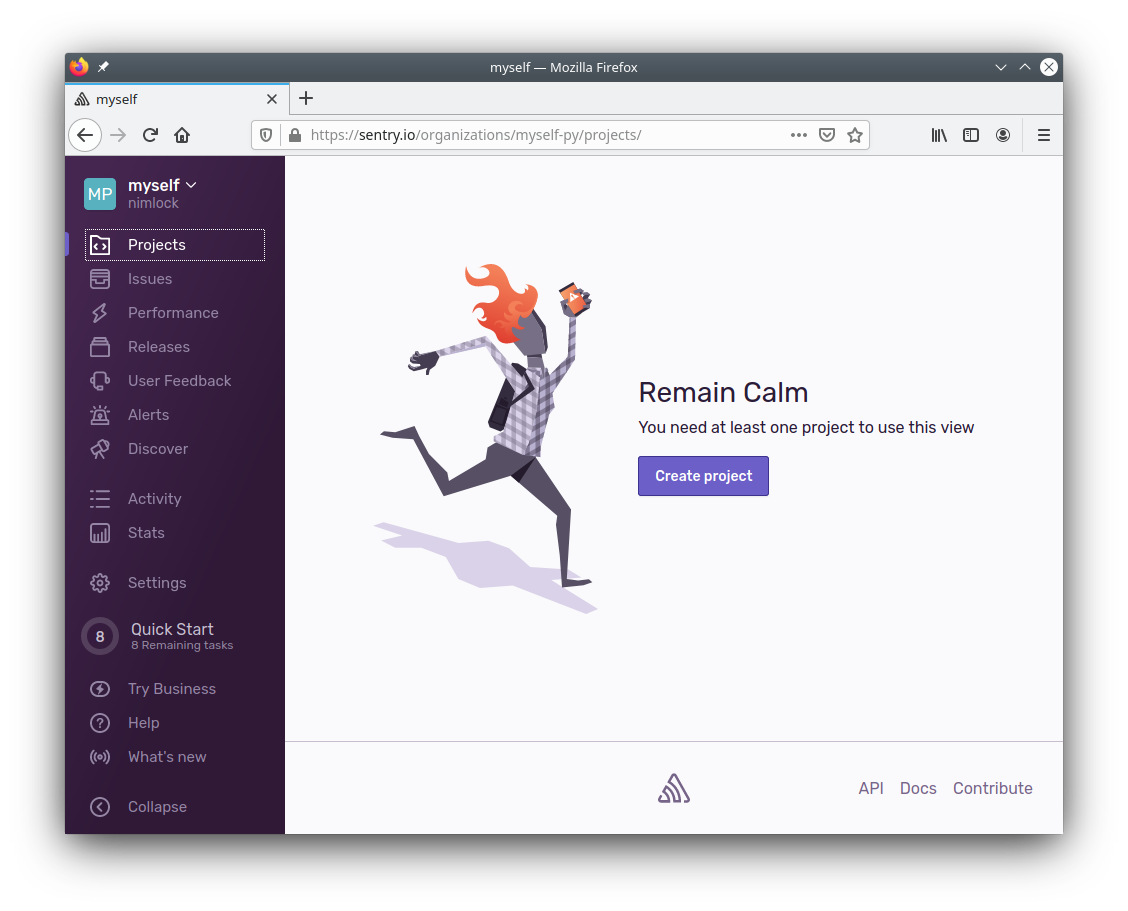 myself — Mozilla Firefox
myself
https://sentry.io/organizations/myself-py/projects/
MP
myself
nimlock
Projects
Issues
Performance
Releases
User Feedback
Alerts
Discover
Activity
Stats
Settings
8
Quick Start
8 Remaining tasks
Try Business
Help
What's new
Collapse
Remain Calm
You need at least one project to use this view
Create project
API Docs Contribute